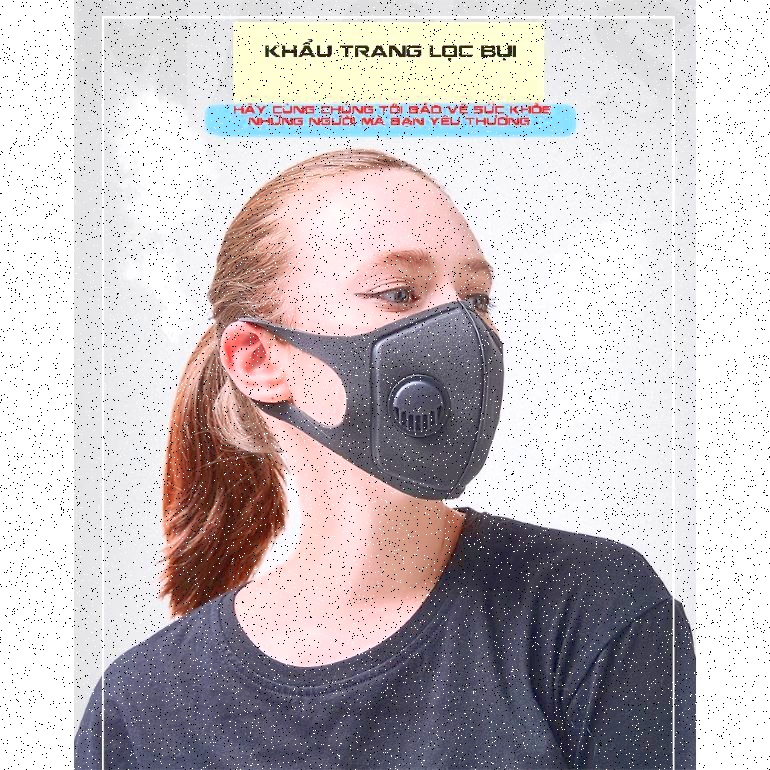 KHẨU TRANG LỌC BỤI
HÃY CÙNG CHÚNG TÔI BẢO VỆ SỨC KHỎE
NHỮNG NGƯỜI MÀ BẠN YÊU THƯƠNG